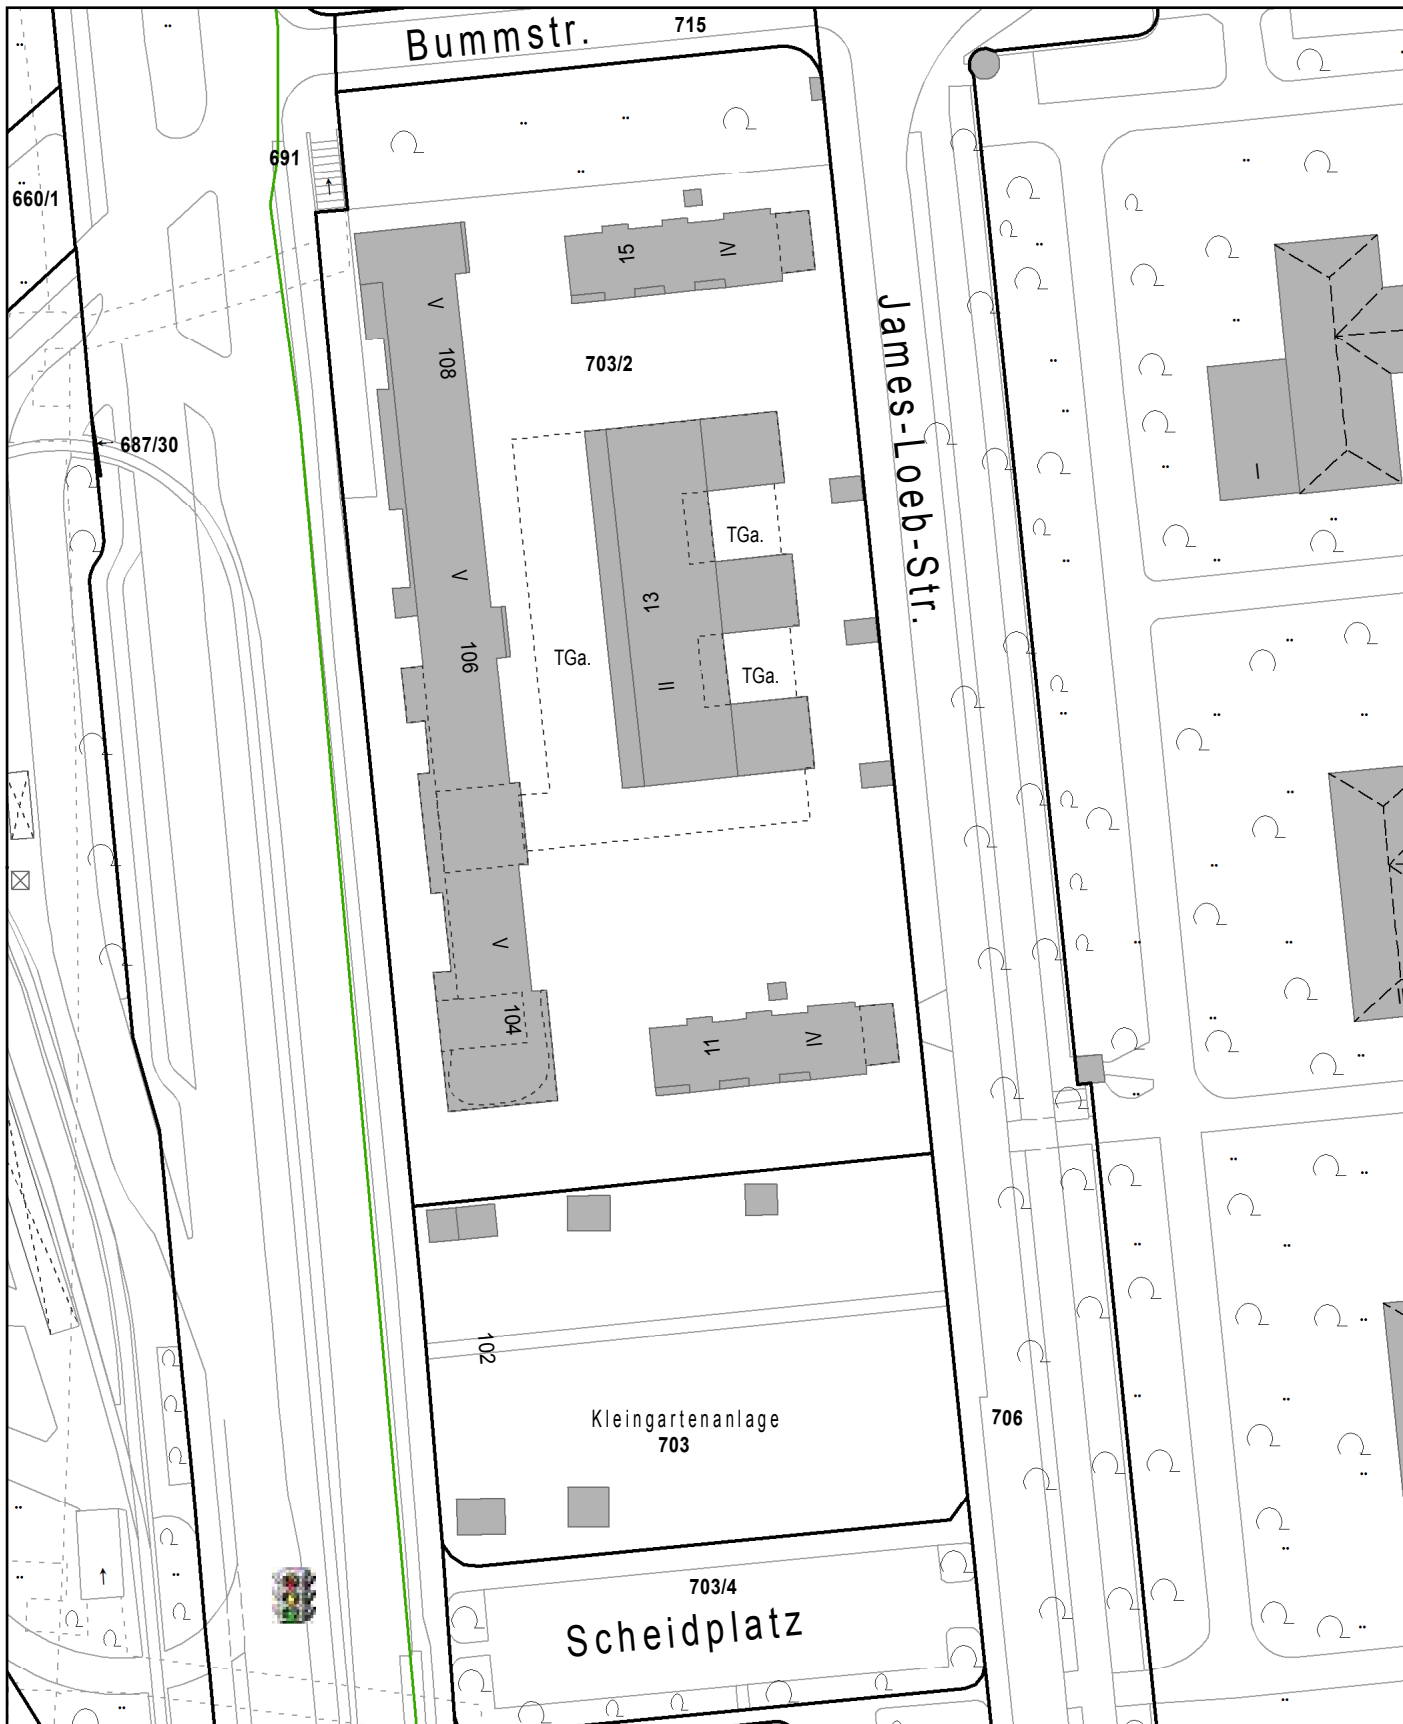 Bummstr.
715
691
660/1
15
IV
V
108
703/2
James-Loeb-Str.
687/30
I
TGa.
V
13
106
TGa.
II
TGa.
V
104
11
IV
102
Kleingartenanlage
703
706
703/4
Scheidplatz